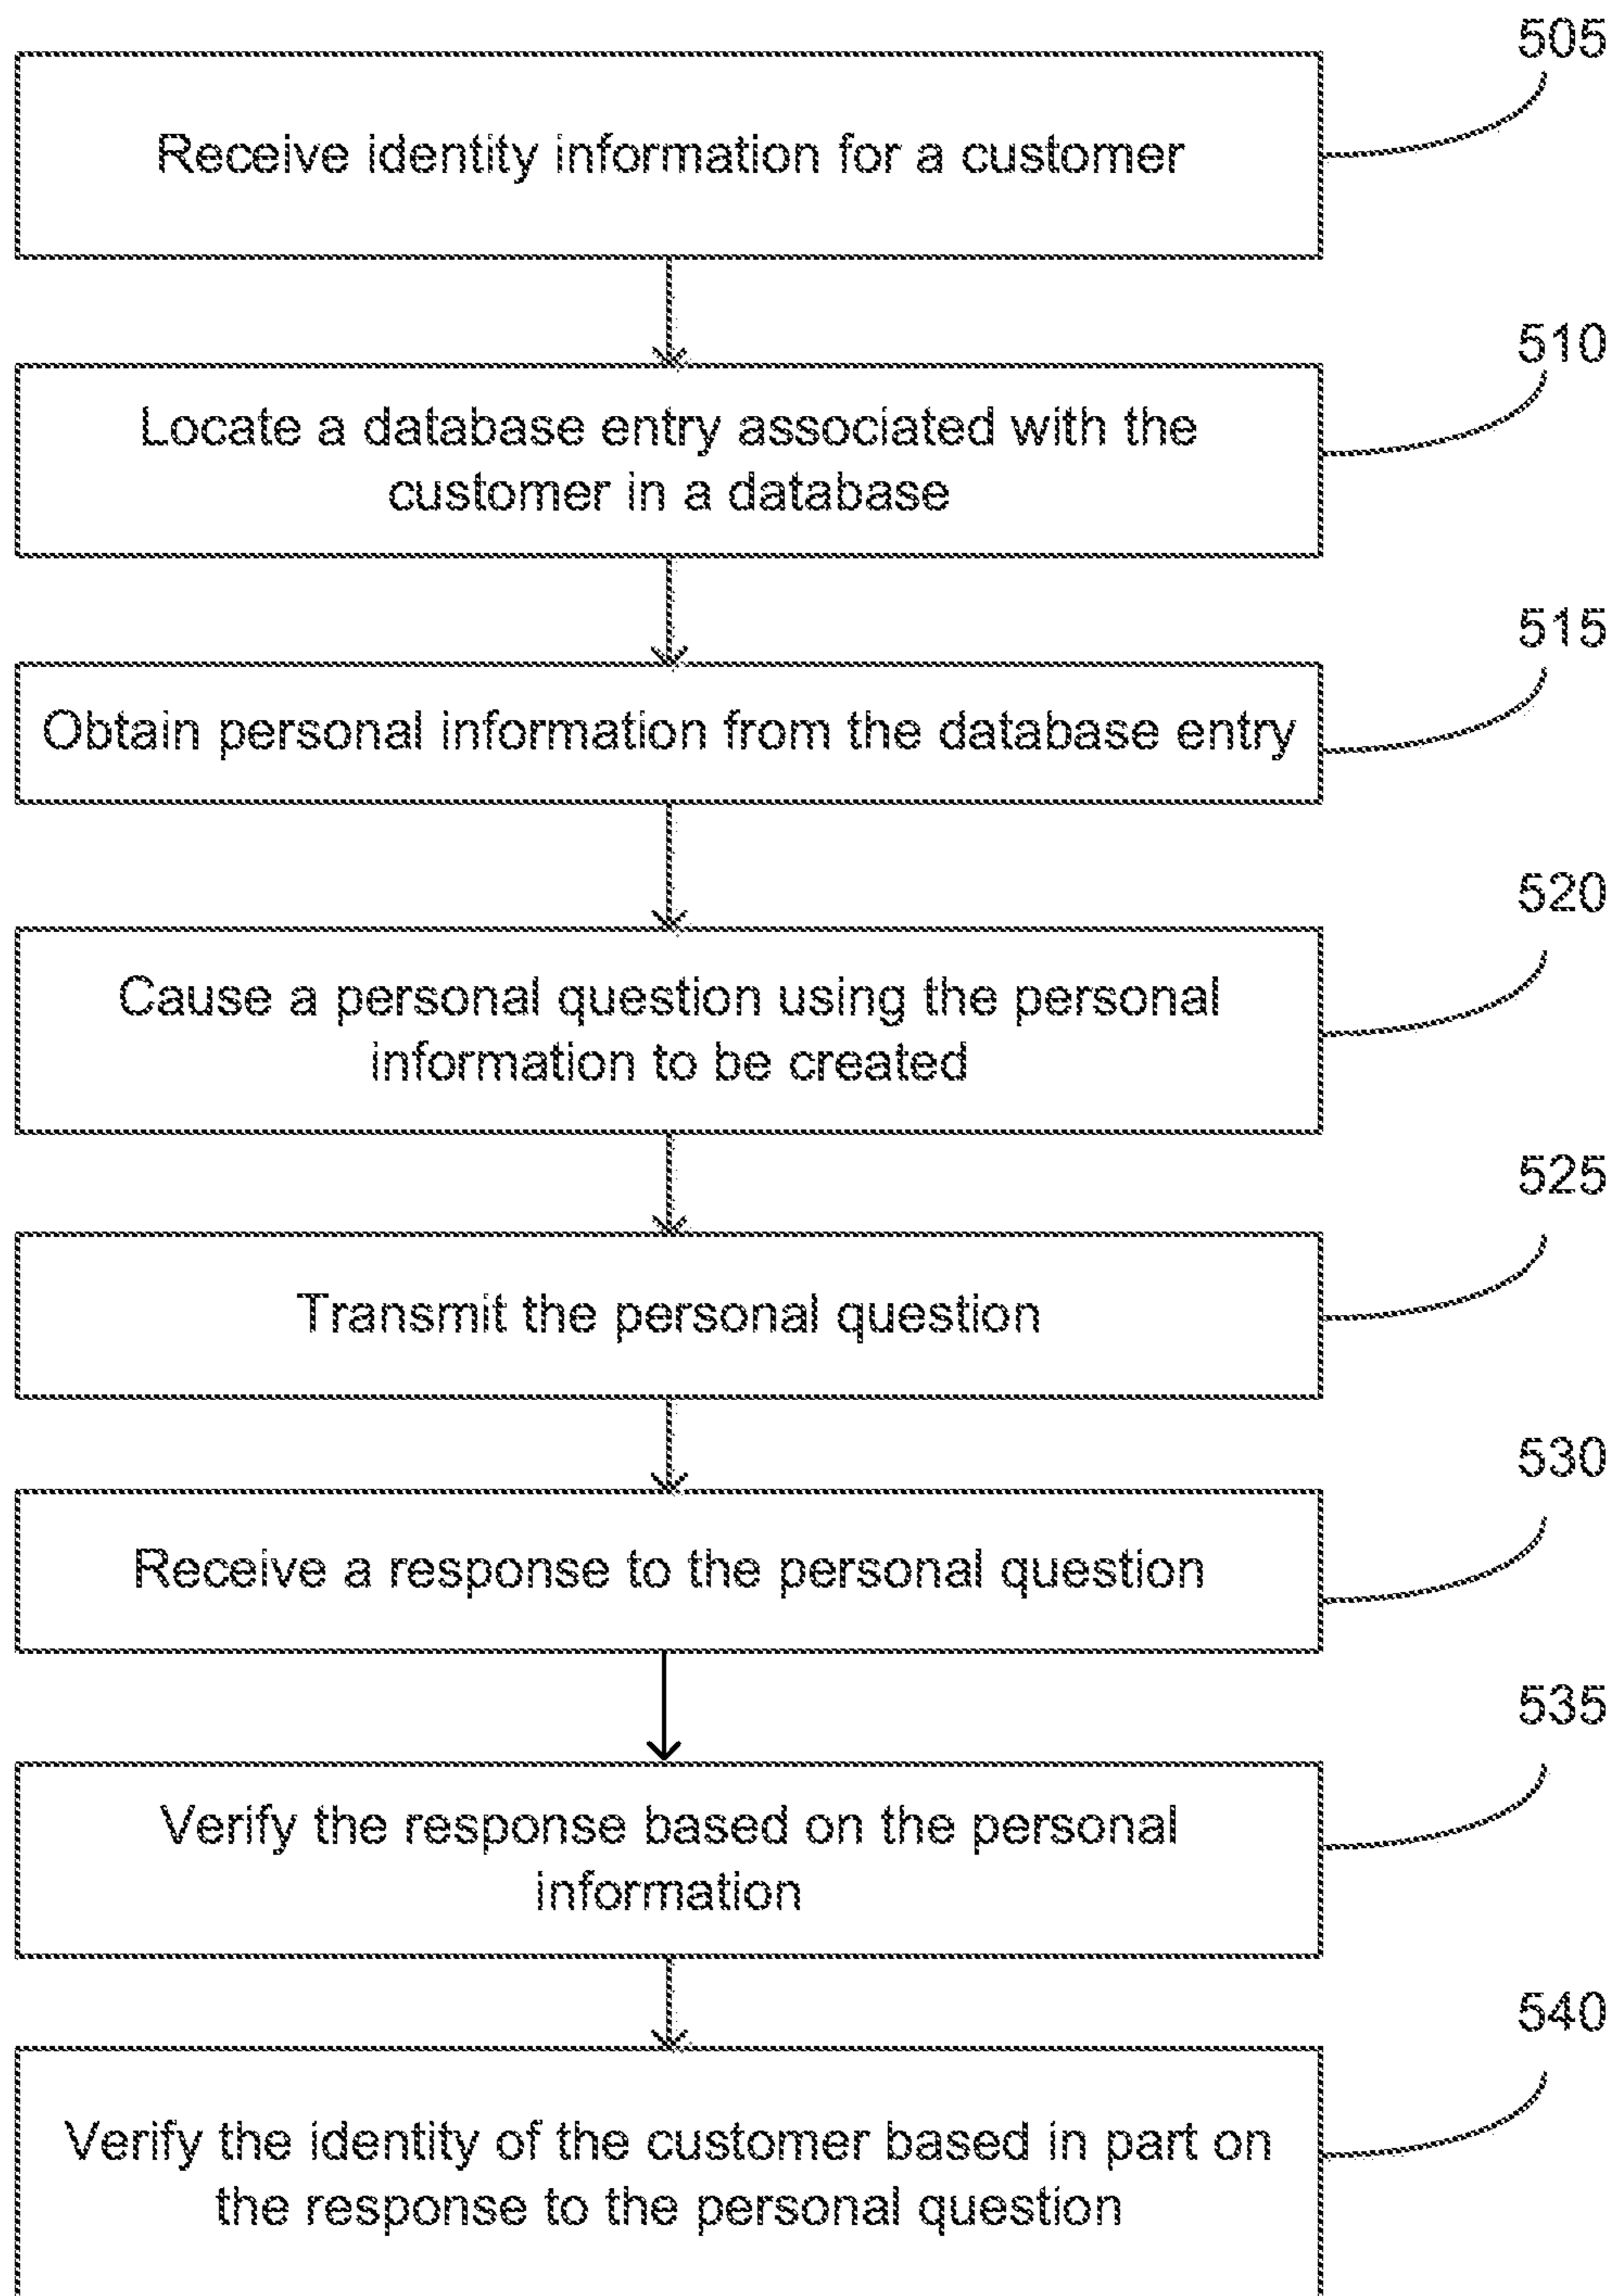 505
Receive identity information for a customer
510
Locate a database entry associated with the
customer in a database
515
Obtain personal information from the database entry
520
Cause a personal question using the personal
information to be created
525
Transmit the personal question
530
Receive a response to the personal question
535
Verify the response based on the personal
information
540
Verify the identity of the customer based in part on
the response to the personal question